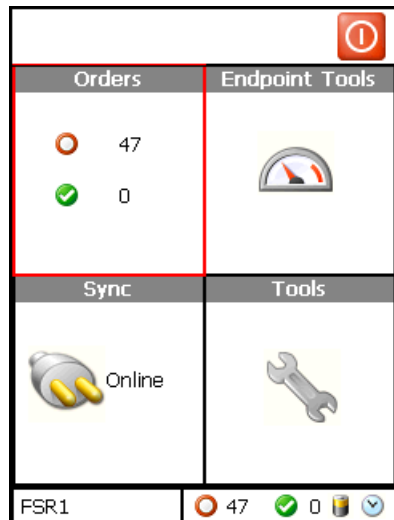 Orders
Endpoint Tools
47
0
Sync
Tools
Online
FSR1
47
0